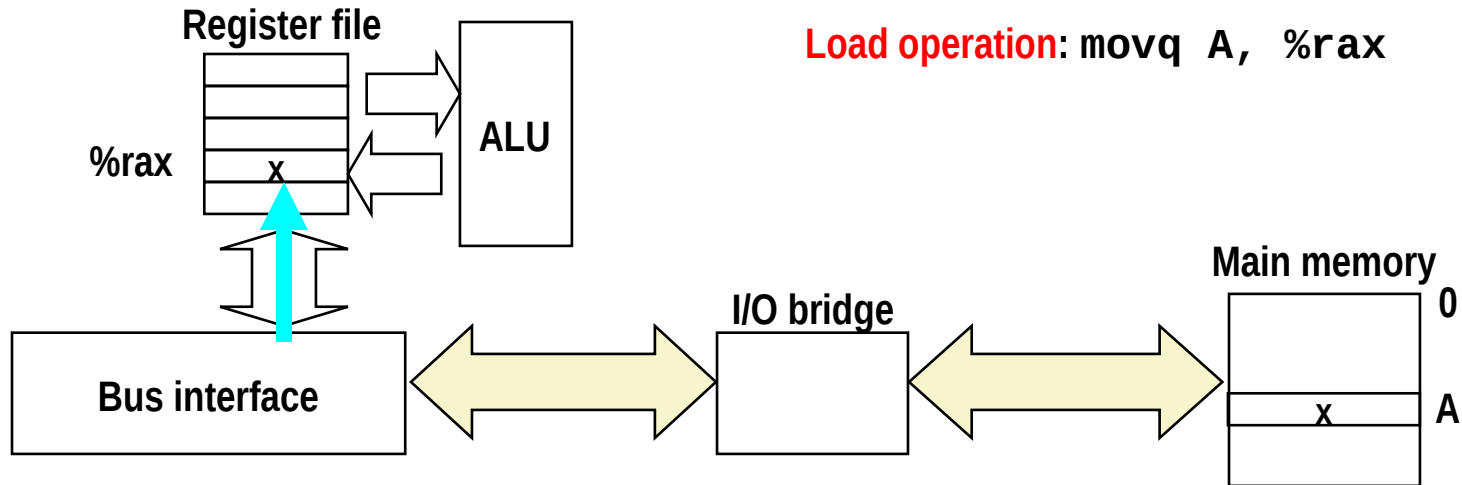 Register file
Load operation: movq A, %rax
ALU
%rax
x
Main memory
0
I/O bridge
Bus interface
x
A